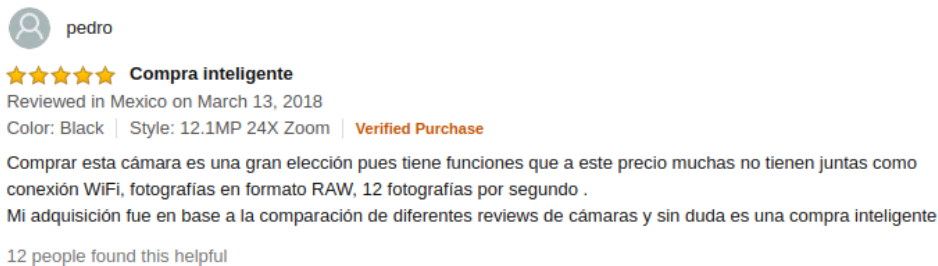 pedro
Compra inteligente
Reviewed in Mexico on March 13, 2018
Color: Black Style: 12.1MP 24X Zoom Verified Purchase
Comprar esta cámara es una gran elección pues tiene funciones que a este precio muchas no tienen juntas como
conexión WiFi, fotografías en formato RAW, 12 fotografías por segundo .
Mi adquisición fue en base a la comparación de diferentes reviews de cámaras y sin duda es una compra inteligente
12 people found this helpful